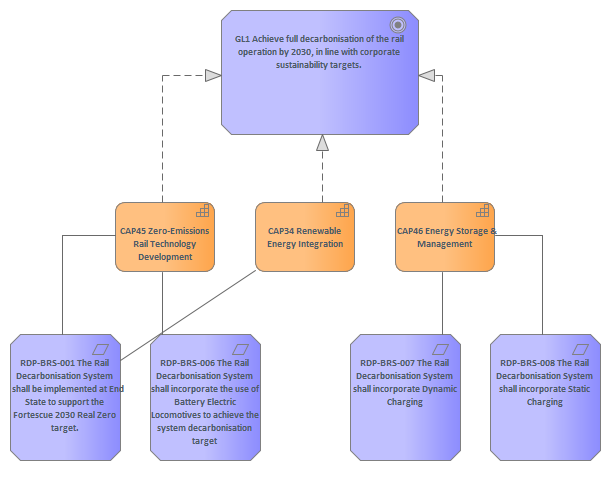 GL1 Achieve full decarbonisation of the rail
operation by 2030, in line with corporate
sustainability targets.
CAP45 Zero-Emissions
Rail Technology
Development
CAP34 Renewable
Energy Integration
CAP46 Energy Storage &
Management
RDP-BRS-001 The Rail
Decarbonisation System
shall be implemented at End
State to support the
Fortescue 2030 Real Zero
target.
RDP-BRS-006 The Rail
Decarbonisation System
shall incorporate the use of
Battery Electric
Locomotives to achieve the
system decarbonisation
target
RDP-BRS-007 The Rail
Decarbonisation System
shall incorporate Dynamic
Charging
RDP-BRS-008 The Rail
Decarbonisation System
shall incorporate Static
Charging